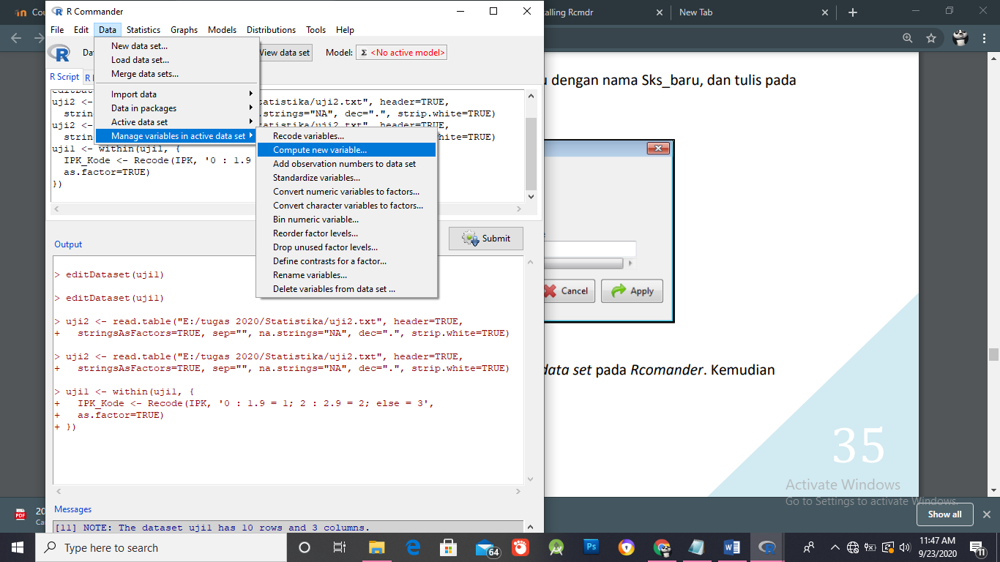 Cou
R Commander
alling Rcmdr
New Tab
File Edit Data Statistics Graphs Models Distributions Tools Help
New data set...
Load data set...
Merge data sets...
Import data
Data in packages
Active data set
Manage variables in active data set
View data set
Model: Σ <No active model>
R Script
uji2 <- tatistika/uji2.txt", header=TRUE,
.strings="NA", dec=".", strip.white=TRUE)
uji2 <- tatistika/uji2.txt", header=TRUE,
hite=TRUE)
uji1 <- within(uji1, {
IPK_Kode <- Recode(IPK, '0 : 1.9
as.factor=TRUE)
})
Recode variables...
Compute new variable...
Add observation numbers to data set
Standardize variables...
Convert numeric variables to factors...
Convert character variables to factors...
Bin numeric variable...
Reorder factor levels...
Drop unused factor levels...
Define contrasts for a factor...
Rename variables...
Delete variables from data set ...
Output
Submit
> editDataset(uji1)
> editDataset(uji1)
> uji2 <- read.table("E:/tugas 2020/Statistika/uji2.txt", header=TRUE,
+ stringsAsFactors=TRUE, sep="", na.strings="NA", dec=".", strip.white=TRUE)
> uji2 <- read.table("E:/tugas 2020/Statistika/uji2.txt", header=TRUE,
+ stringsAsFactors=TRUE, sep="", na.strings="NA", dec=".", strip.white=TRUE)
> uji1 <- within(uji1, {
+ IPK_Kode <- Recode(IPK, '0 : 1.9 = 1; 2 : 2.9 = 2; else = 3',
+ as.factor=TRUE)
+ })
Messages
[11] NOTE: The dataset uji1 has 10 rows and 3 columns.
dengan nama Sks_baru, dan tulis pada
Cancel Apply
data set pada Rcomander. Kemudian
35
Activate Windows
Go to Settings to activate Windows.
PDF
20
Show all
Type here to search
64
Ps
11:47 AM
9/23/2020
11